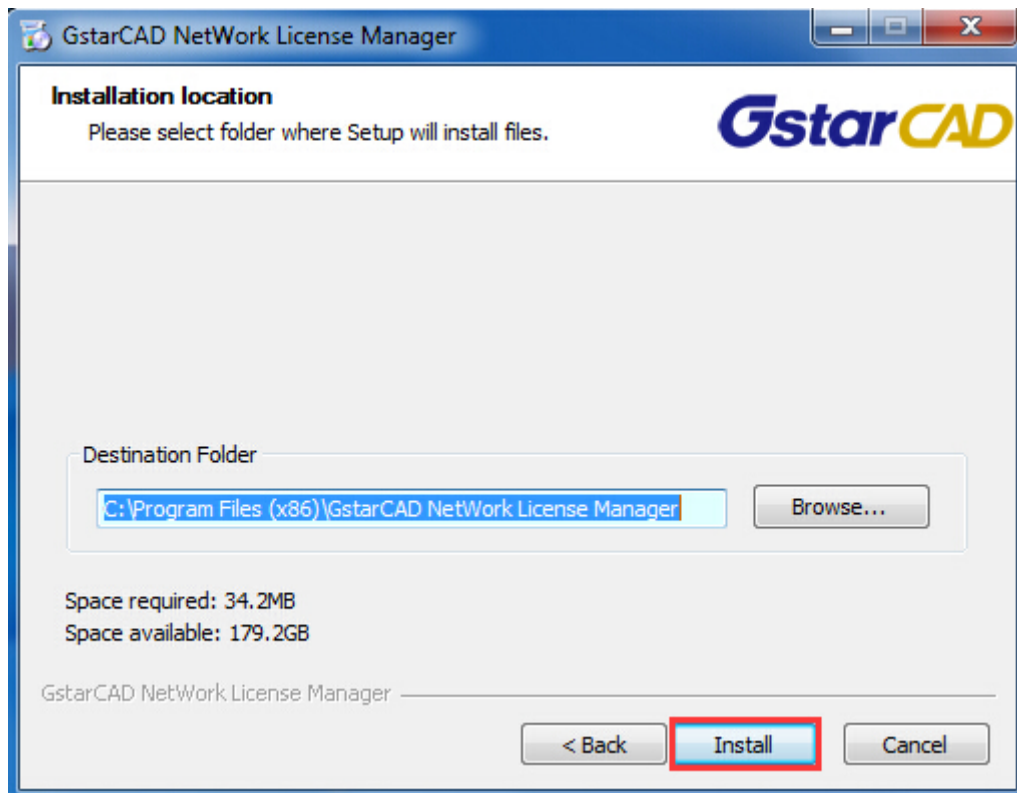 GstarCAD NetWork License Manager
Installation location
Please select folder where Setup will install files.
GstarCAD
Destination Folder
C:\Program Files (x86)\GstarCAD NetWork License Manager
Browse...
Space required: 34.2MB
Space available: 179.2GB
GstarCAD NetWork License Manager
< Back
Install
Cancel